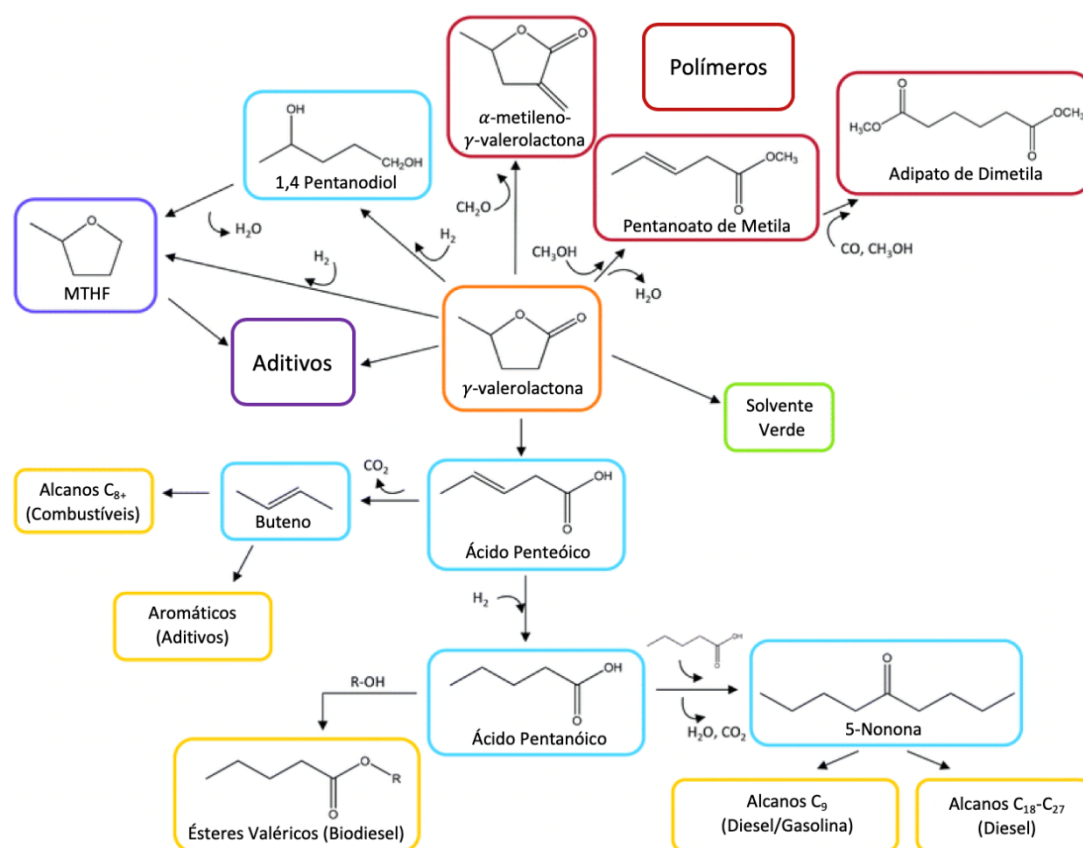 O
O
α-metileno-
γ-valerolactona
Polímeros
O
H₃CO
OCH₃
O
Adipato de Dimetila
OH
CH₂OH
1,4 Pentanodiol
OCH₃
O
Pentanoato de Metila
CO, CH₃OH
O
MTHF
H₂O
H₂
H₂
CH₂O
CH₃OH
H₂O
Aditivos
O
O
γ-valerolactona
Solvente
Verde
Alcanos C₈₊
(Combustíveis)
Buteno
CO₂
OH
O
Ácido Penteóico
Aromáticos
(Aditivos)
H₂
R-OH
OH
O
Ácido Pentanóico
OH
O
H₂O, CO₂
O
5-Nonona
O
R
O
Ésteres Valéricos (Biodiesel)
Alcanos C₉
(Diesel/Gasolina)
Alcanos C₁₈-C₂₇
(Diesel)